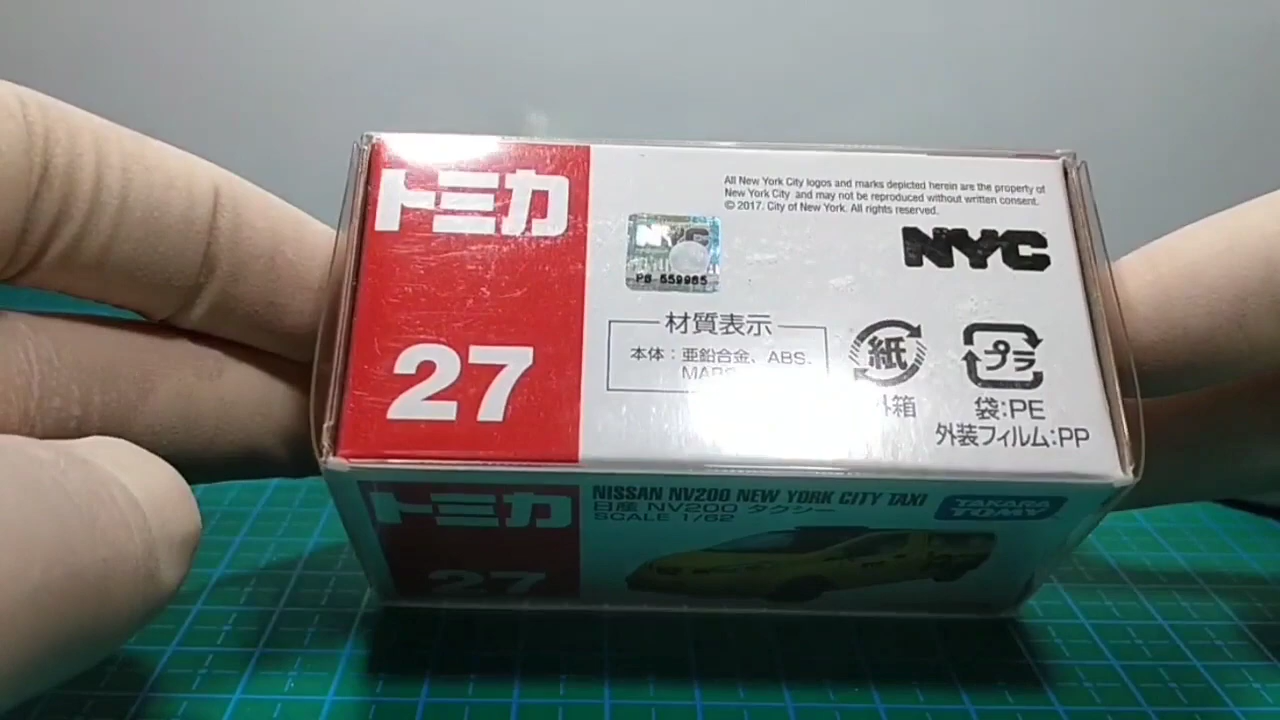 トミカ
27
All New York City logos and marks depicted herein are the property of
New York City and may not be reproduced without written consent.
© 2017. City of New York. All rights reserved.
NYC
PB 559985
NYC
材質表示
本体：亜鉛合金、ABS、
紙
外箱
プラ
袋:PE
外装フィルム:PP
トミカ
27
NISSAN NV200 NEW YORK CITY TAXI
日産 NV200 タクシー
SCALE 1/62
TAKARA
TOMY